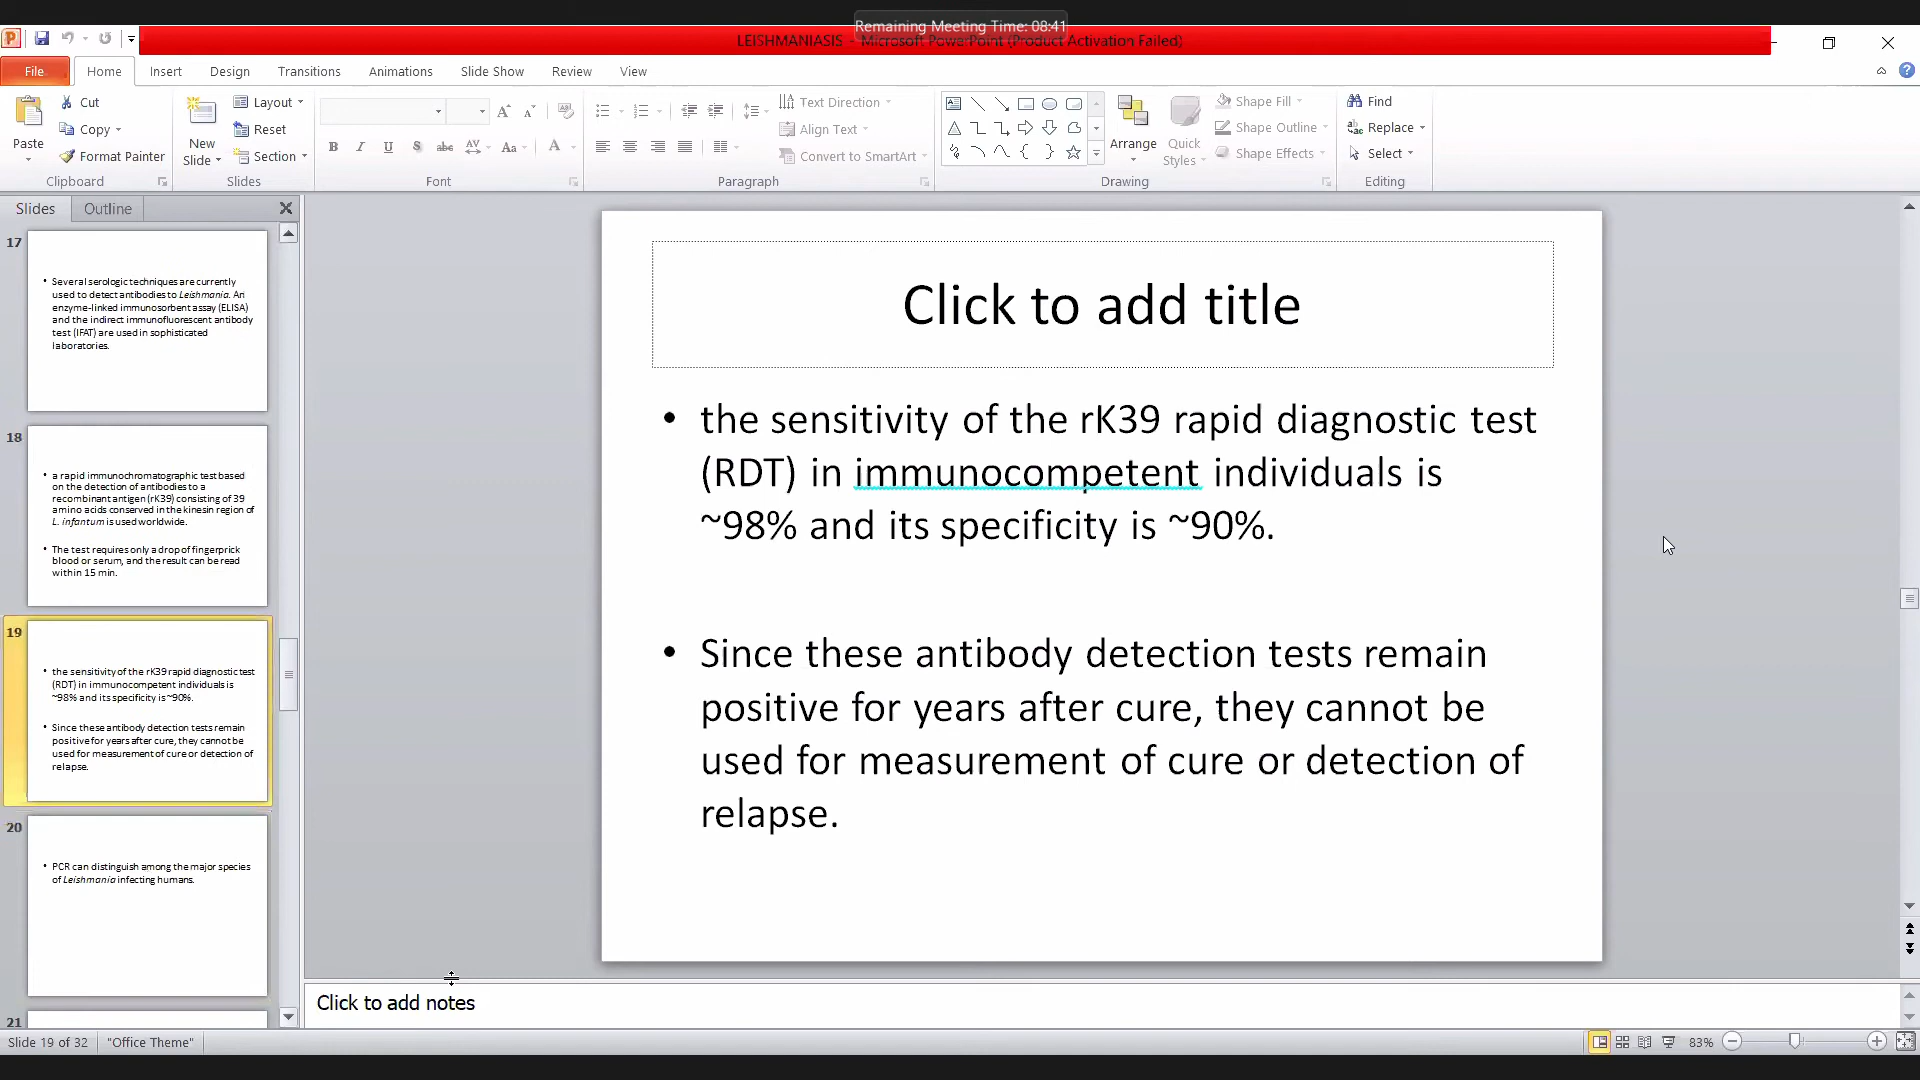 Remaining Meeting Time: 08:41
LEISHMANIASIS - Microsoft PowerPoint (Product Activation Failed)
File Home Insert Design Transitions Animations Slide Show Review View
Cut
Copy
Format Painter
Paste
Clipboard
New
Slide
Layout
Reset
Section
Slides
Font
Text Direction
Align Text
Convert to SmartArt
Paragraph
Arrange
Quick
Styles
Shape Fill
Shape Outline
Shape Effects
Drawing
Find
Replace
Select
Editing
Slides Outline
17
• Several serologic techniques are currently
used to detect antibodies to Leishmania. An
enzyme-linked immunosorbent assay (ELISA)
and the indirect immunofluorescent antibody
test (IFAT) are used in sophisticated
laboratories.
18
• a rapid immunochromatographic test based
on the detection of antibodies to a
recombinant antigen (rK39) consisting of 39
amino acids conserved in the kinesin region of
L. infantum is used worldwide.
• The test requires only a drop of fingerprick
blood or serum, and the result can be read
within 15 min.
19
• the sensitivity of the rK39 rapid diagnostic test
(RDT) in immunocompetent individuals is
~98% and its specificity is ~90%.
• Since these antibody detection tests remain
positive for years after cure, they cannot be
used for measurement of cure or detection of
relapse.
20
• PCR can distinguish among the major species
of Leishmania infecting humans.
21
Click to add title
• the sensitivity of the rK39 rapid diagnostic test
(RDT) in immunocompetent individuals is
~98% and its specificity is ~90%.
• Since these antibody detection tests remain
positive for years after cure, they cannot be
used for measurement of cure or detection of
relapse.
Click to add notes
Slide 19 of 32 "Office Theme" 83%